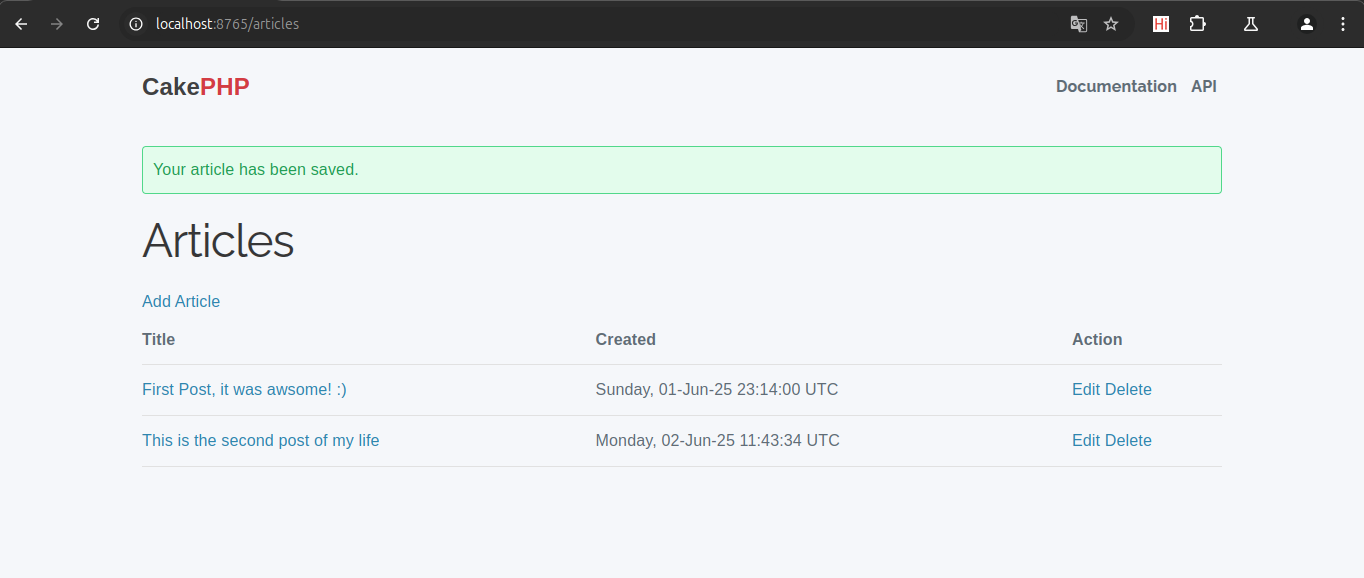 localhost:8765/articles
Hi
CakePHP
Documentation API
Your article has been saved.
Articles
Add Article
Title Created Action
First Post, it was awsome! :) Sunday, 01-Jun-25 23:14:00 UTC Edit Delete
This is the second post of my life Monday, 02-Jun-25 11:43:34 UTC Edit Delete